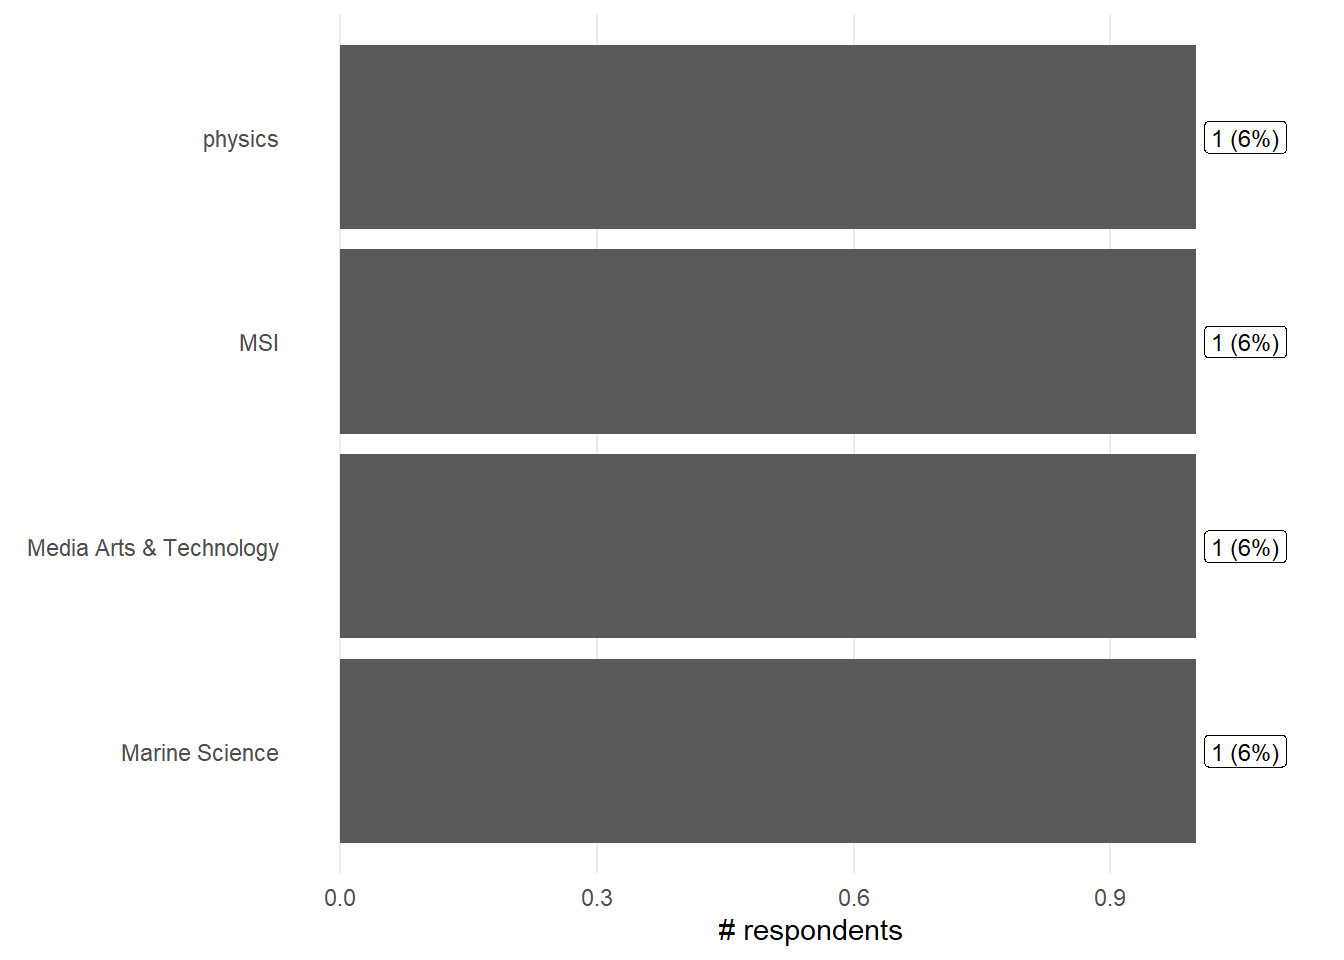 physics
1 (6%)
MSI
1 (6%)
Media Arts & Technology
1 (6%)
Marine Science
1 (6%)
0.0 0.3 0.6 0.9
# respondents